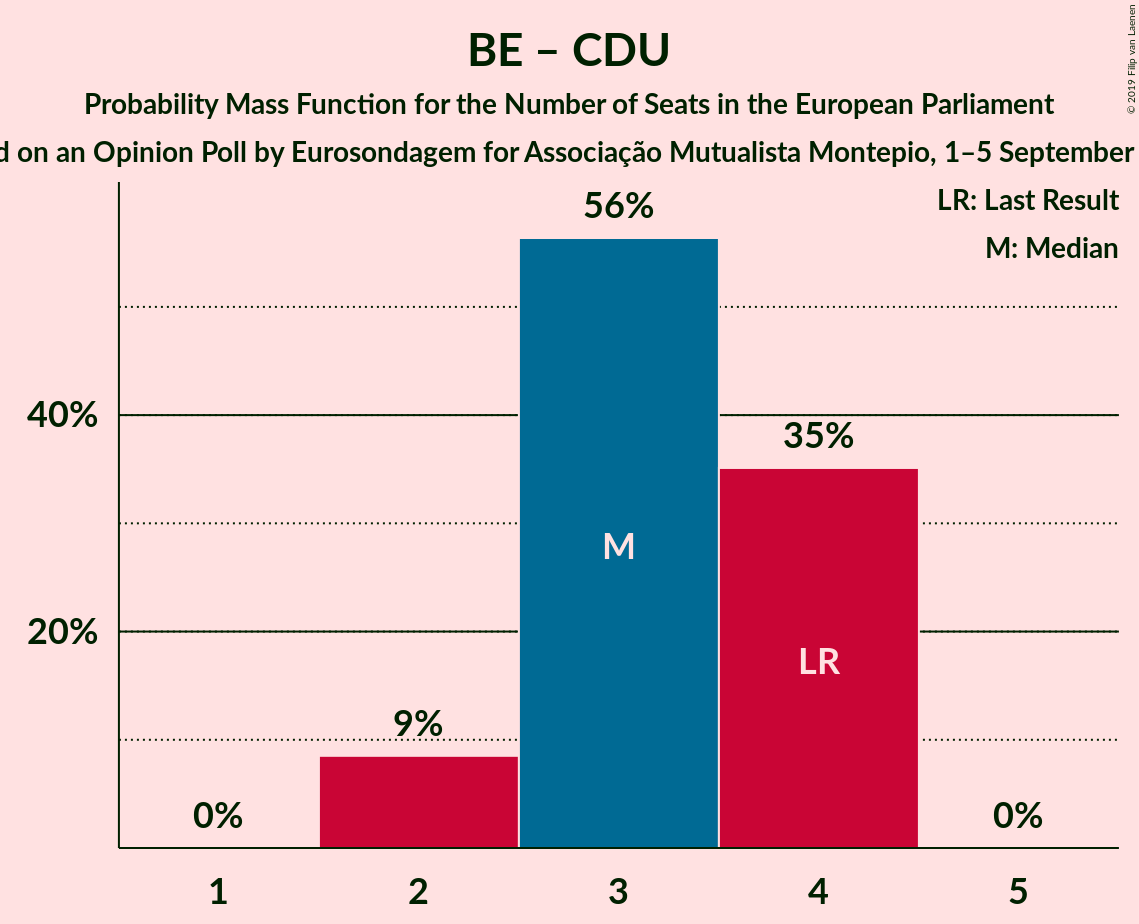 BE – CDU
Probability Mass Function for the Number of Seats in the European Parliament
on an Opinion Poll by Eurosondagem for Associação Mutualista Montepio, 1–5 September
© 2019 Filip van Laenen
LR: Last Result
M: Median
56%
40%
35%
M
20%
LR
9%
0%
0%
1
2
3
4
5